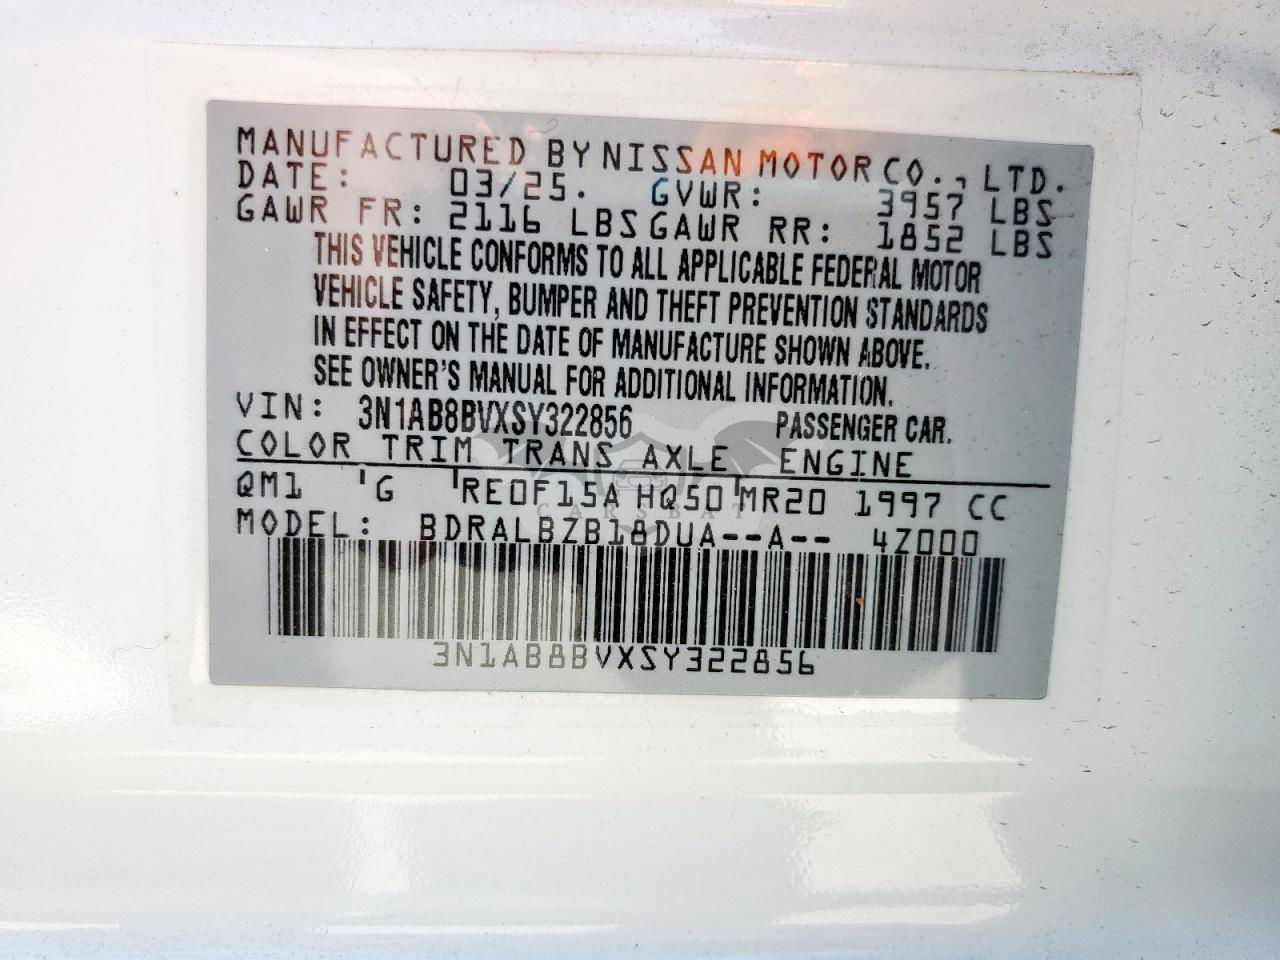 MANUFACTURED BY NISSAN MOTOR CO., LTD.
DATE: 03/25. GVWR: 3957 LBS
GAWR FR: 2116 LBS GAWR RR: 1852 LBS
THIS VEHICLE CONFORMS TO ALL APPLICABLE FEDERAL MOTOR
VEHICLE SAFETY, BUMPER AND THEFT PREVENTION STANDARDS
IN EFFECT ON THE DATE OF MANUFACTURE SHOWN ABOVE.
SEE OWNER'S MANUAL FOR ADDITIONAL INFORMATION.
VIN: 3N1AB8BVXSY322856 PASSENGER CAR.
COLOR TRIM TRANS AXLE ENGINE
QM1 'G 'RE0F15A HQ50 'MR20 1997 CC
CARSBAT
MODEL: BDRALBZB18DUA--A-- 4Z000
3N1AB8BVXSY322856